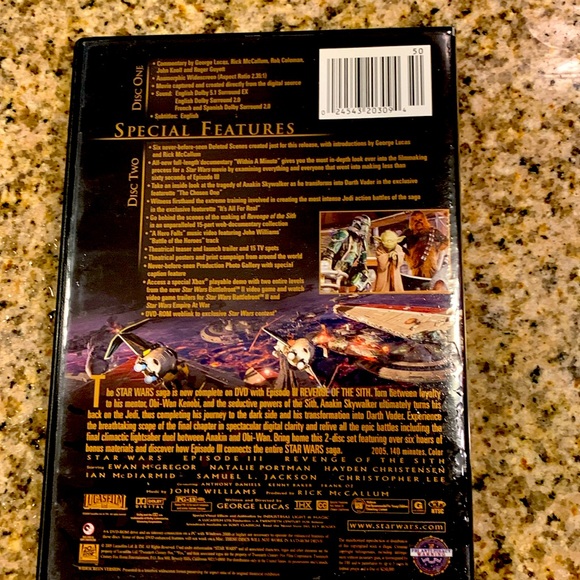 DISC ONE
• Commentary by George Lucas, Rick McCallum, Rob Coleman,
John Knoll and Roger Guyett
• Anamorphic Widescreen (Aspect Ratio 2.35:1)
• Movie captured and created directly from the digital source
• Sound: English Dolby 5.1 Surround EX
English Dolby Surround 2.0
French and Spanish Dolby Surround 2.0
• Subtitles: English
50
0 24543 20309 4
SPECIAL FEATURES
DISC TWO
• Six never-before-seen Deleted Scenes created just for this release, with introductions by George Lucas
and Rick McCallum
• All-new full-length documentary "Within A Minute" gives you the most in-depth look ever into the filmmaking
process for a Star Wars movie by examining everything and everyone that went into making less than
sixty seconds of Episode III
• Take an inside look at the tragedy of Anakin Skywalker as he transforms into Darth Vader in the exclusive
featurette "The Chosen One"
• Witness firsthand the extreme training involved in creating the most intense Jedi action battles of the saga
in the exclusive featurette "It's All For Real"
• Go behind the scenes of the making of Revenge of the Sith in
an unparalleled 15-part web-documentary collection
• "A Hero Falls" music video featuring John Williams'
"Battle of the Heroes" track
• Theatrical teaser and launch trailer and 15 TV spots
• Theatrical posters and print campaign from around the world
• Never-before-seen Production Photo Gallery with special
caption feature
• Access a special Xbox playable demo with two entire levels
from the new Star Wars Battlefront II video game and watch
video game trailers for Star Wars Battlefront II and
Star Wars Empire At War
• DVD-ROM weblink to exclusive Star Wars content*
The STAR WARS saga is now complete on DVD with Episode III REVENGE OF THE SITH. Torn Between loyalty
to his mentor, Obi-Wan Kenobi, and the seductive powers of the Sith, Anakin Skywalker ultimately turns his
back on the Jedi, thus completing his journey to the dark side and his transformation into Darth Vader. Experience
the breathtaking scope of the final chapter in spectacular digital clarity and relive all the epic battles including the
final climactic lightsaber duel between Anakin and Obi-Wan. Bring home this 2-disc set featuring over six hours of
bonus materials and discover how Episode III connects the entire STAR WARS saga.
2005, 140 minutes, Color
STAR WARS EPISODE III REVENGE OF THE SITH
Starring EWAN McGREGOR NATALIE PORTMAN HAYDEN CHRISTENSEN
IAN McDIARMID SAMUEL L. JACKSON CHRISTOPHER LEE
Co-starring ANTHONY DANIELS KENNY BAKER FRANK OZ
Music by JOHN WILLIAMS Produced by RICK McCALLUM
GEORGE LUCAS
LUCASFILM
DOLBY DIGITAL
PG-13
THX
www.starwars.com
WIDESCREEN VERSION